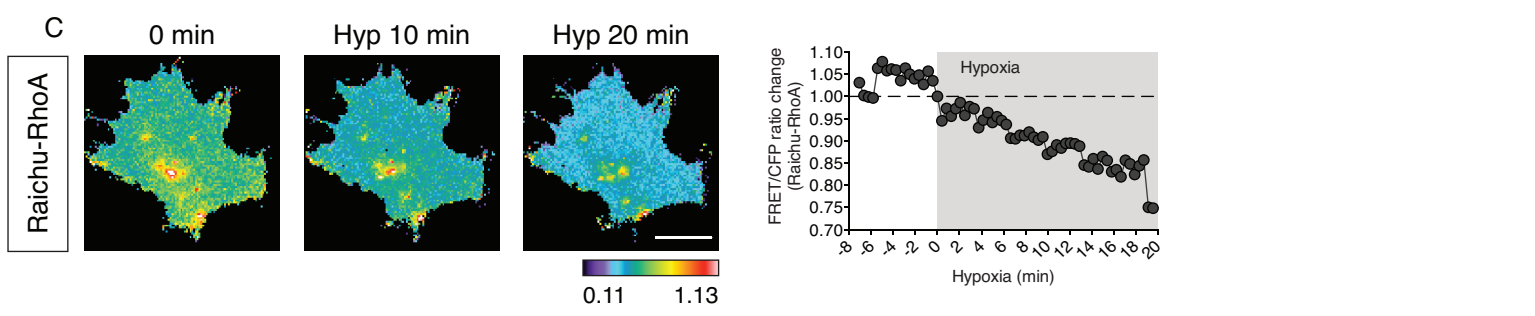 C
0 min
Hyp 10 min
Hyp 20 min
Raichu-RhoA
0.11
1.13
FRET/CFP ratio change
(Raichu-RhoA)
1.10
1.05
1.00
0.95
0.90
0.85
0.80
0.75
0.70
Hypoxia
-8 -6 -4 -2 0 2 4 6 8 10 12 14 16 18 20
Hypoxia (min)